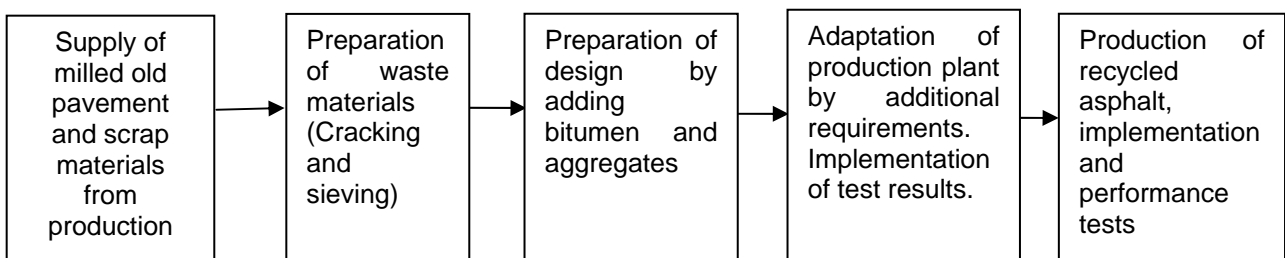 Supply of
milled old
pavement
and scrap
materials
from
production
Preparation
of waste
materials
(Cracking
and
sieving)
Preparation of
design by
adding
bitumen and
aggregates
Adaptation of
production plant
by additional
requirements.
Implementation
of test results.
Production of
recycled
asphalt,
implementation
and
performance
tests